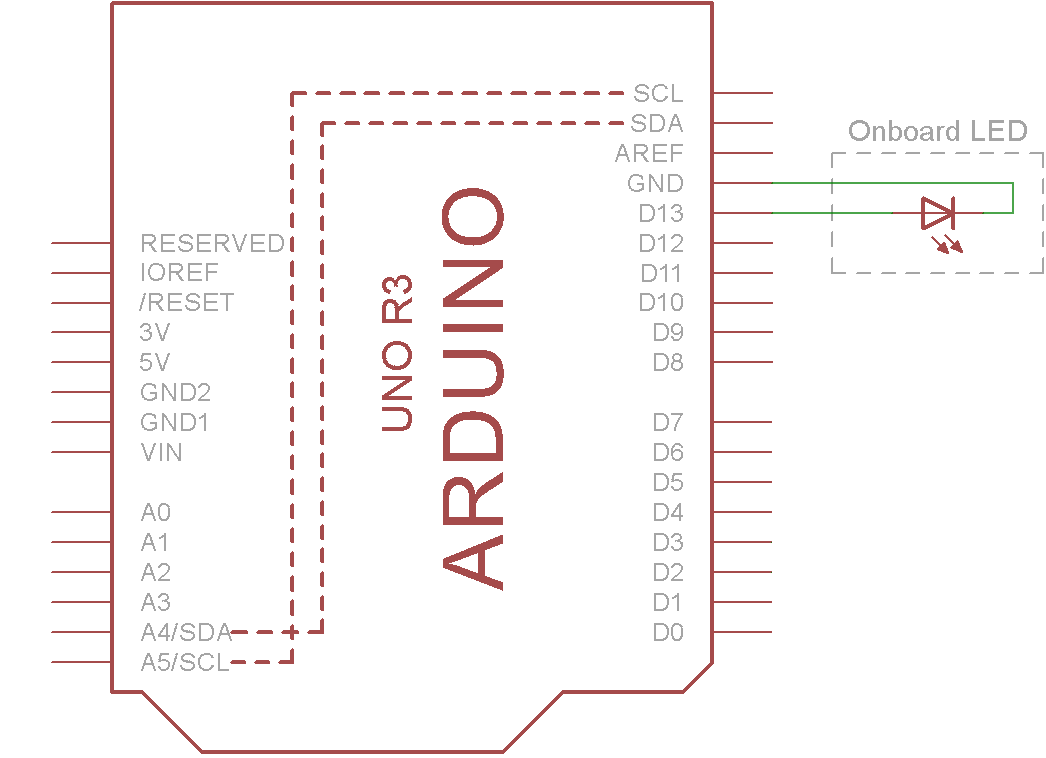 SCL
SDA
AREF
GND
D13
D12
D11
D10
D9
D8
D7
D6
D5
D4
D3
D2
D1
D0
Onboard LED
RESERVED
IOREF
/RESET
3V
5V
GND2
GND1
VIN
A0
A1
A2
A3
A4/SDA
A5/SCL
UNO R3
ARDUINO